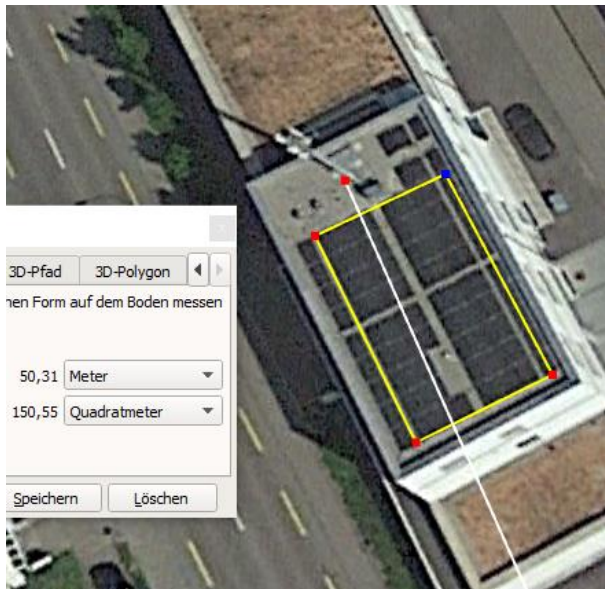 3D-Pfad 3D-Polygon
nen Form auf dem Boden messen
50,31 Meter
150,55 Quadratmeter
Speichern Löschen